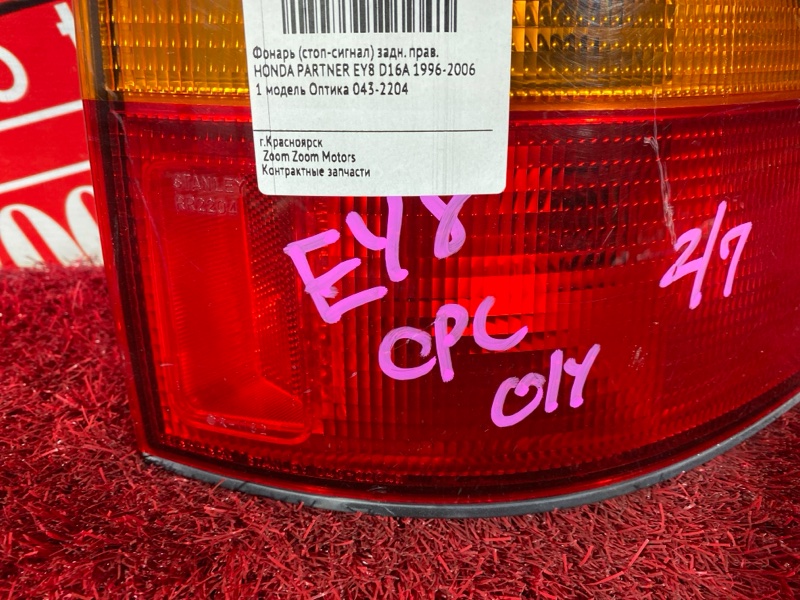 Фонарь (стоп-сигнал) задн. прав.
HONDA PARTNER EY8 D16A 1996-2006
1 модель Оптика 043-2204
г.Красноярск
Zoom Zoom Motors
Контрактные запчасти
STANLEY
EY8
2/7
CPC
01Y